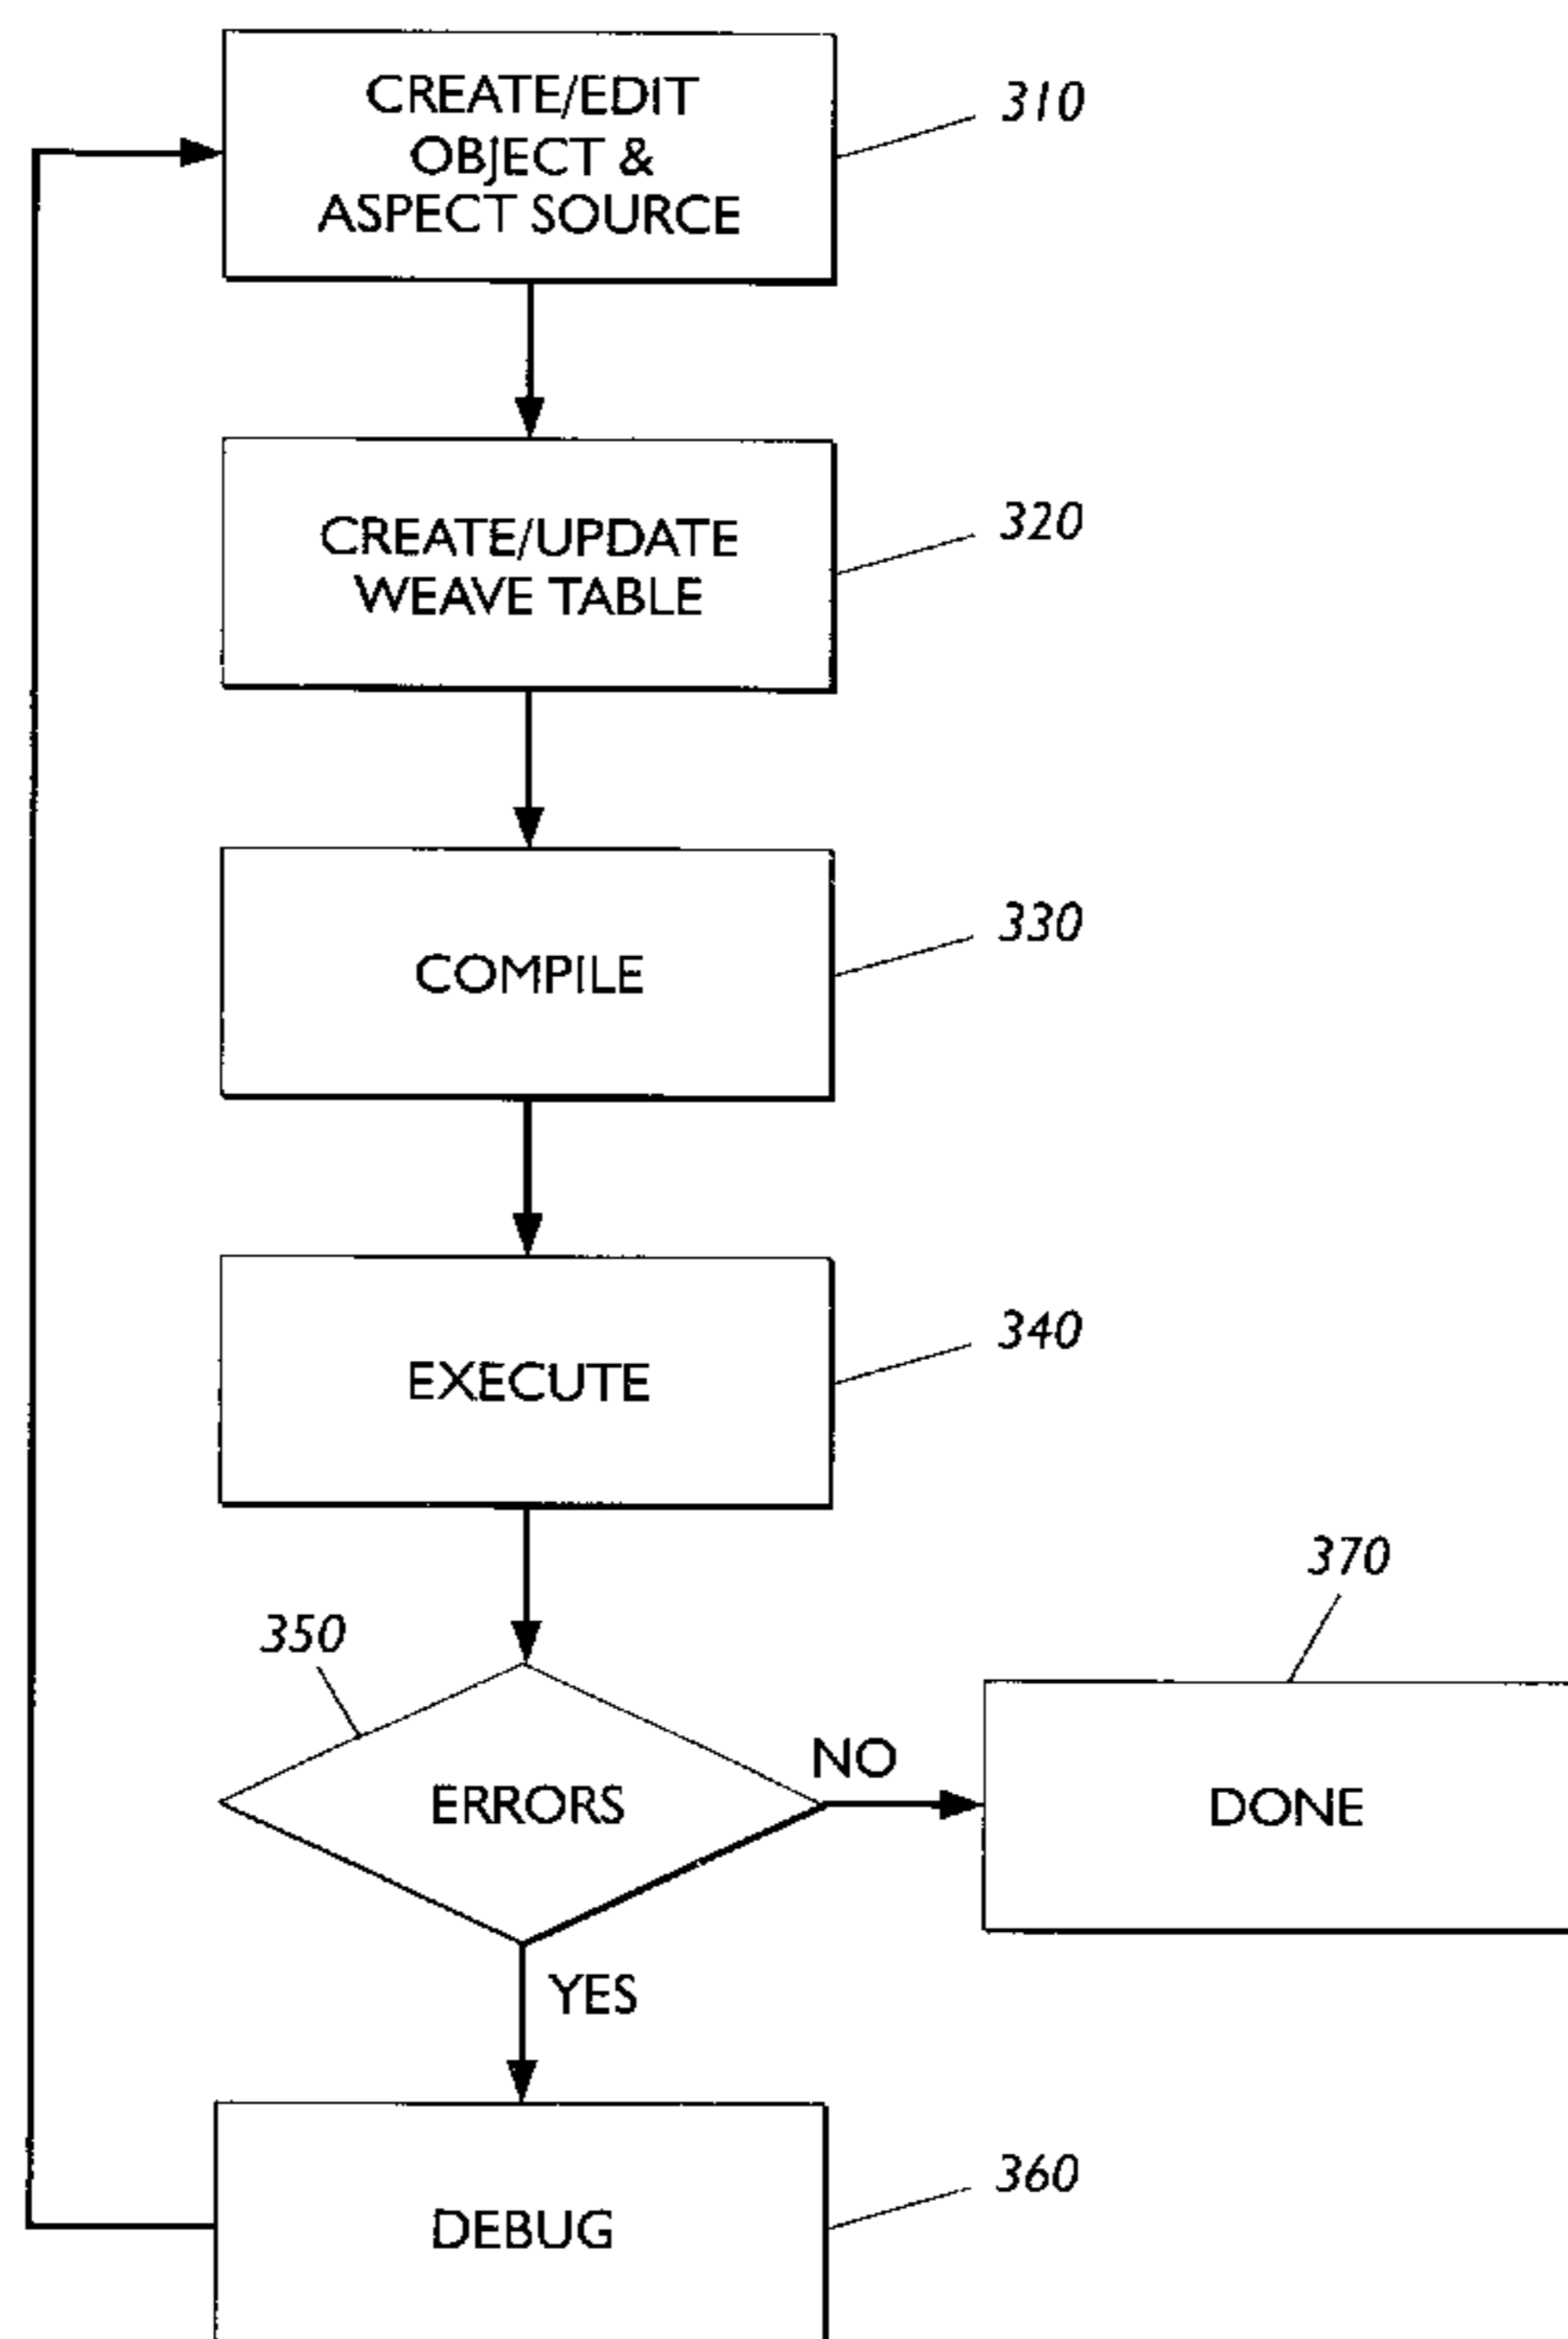 CREATE/EDIT
OBJECT &
ASPECT SOURCE
310
CREATE/UPDATE
WEAVE TABLE
320
COMPILE
330
EXECUTE
340
370
350
NO
ERRORS
DONE
YES
360
DEBUG